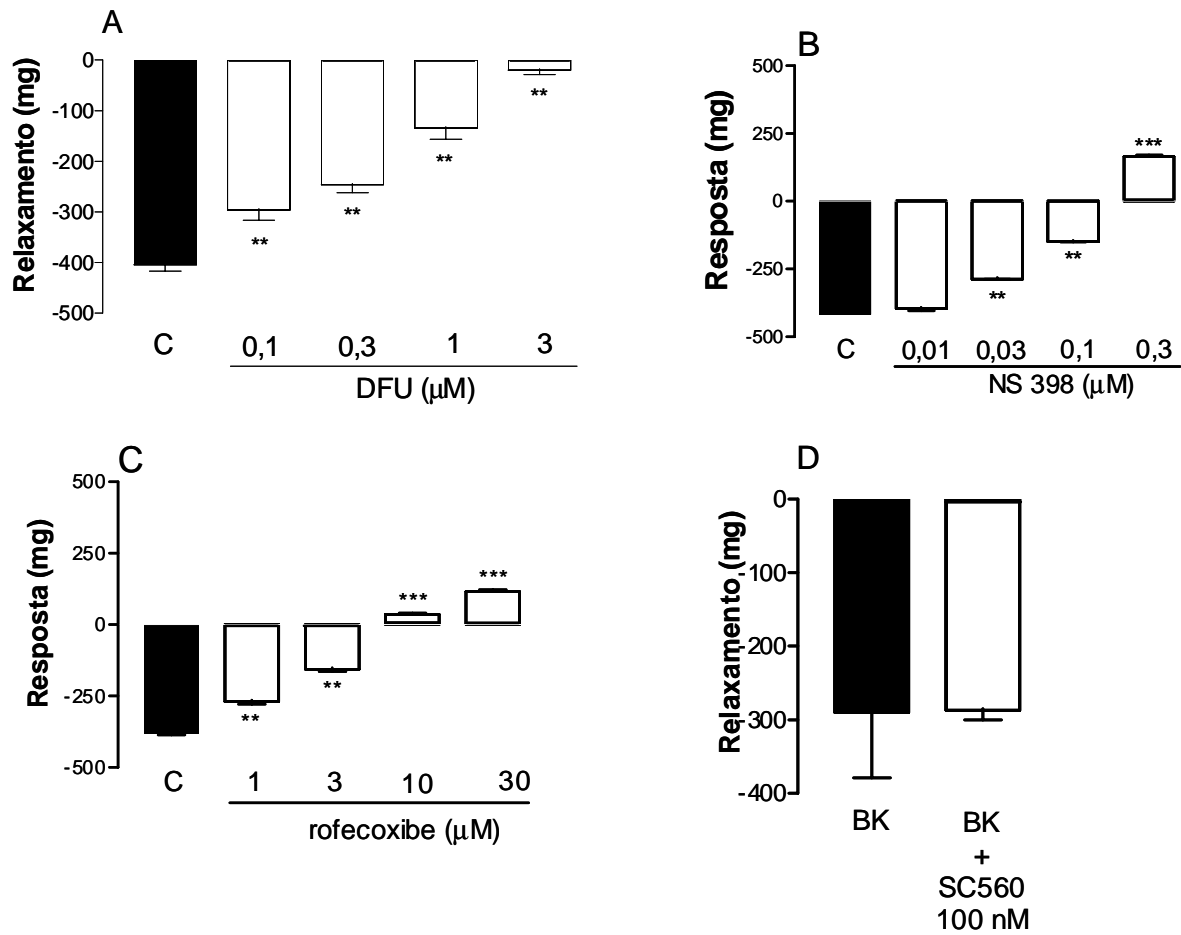 A
Relaxamento (mg)
0
-100
-200
-300
-400
-500
** ** ** **
C 0,1 0,3 1 3
DFU (μM)
B
Resposta (mg)
500
250
0
-250
-500
** ** ***
C 0,01 0,03 0,1 0,3
NS 398 (μM)
C
Resposta (mg)
500
250
0
-250
-500
** ** *** ***
C 1 3 10 30
rofecoxibe (μM)
D
Relaxamento (mg)
0
-100
-200
-300
-400
BK BK
+
SC560
100 nM